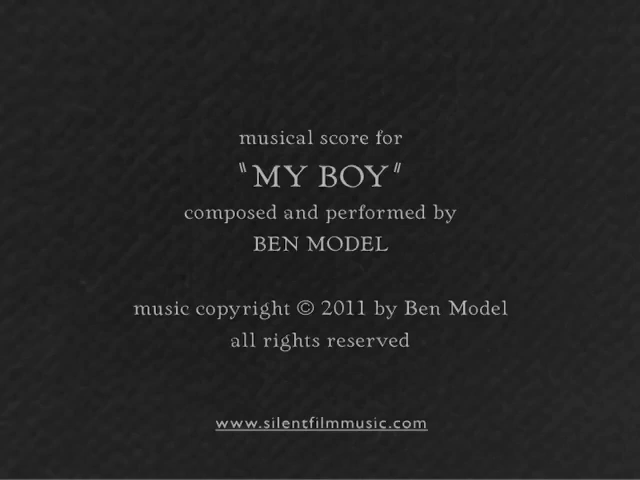 musical score for
"MY BOY"
composed and performed by
BEN MODEL
music copyright © 2011 by Ben Model
all rights reserved
www.silentfilmmusic.com